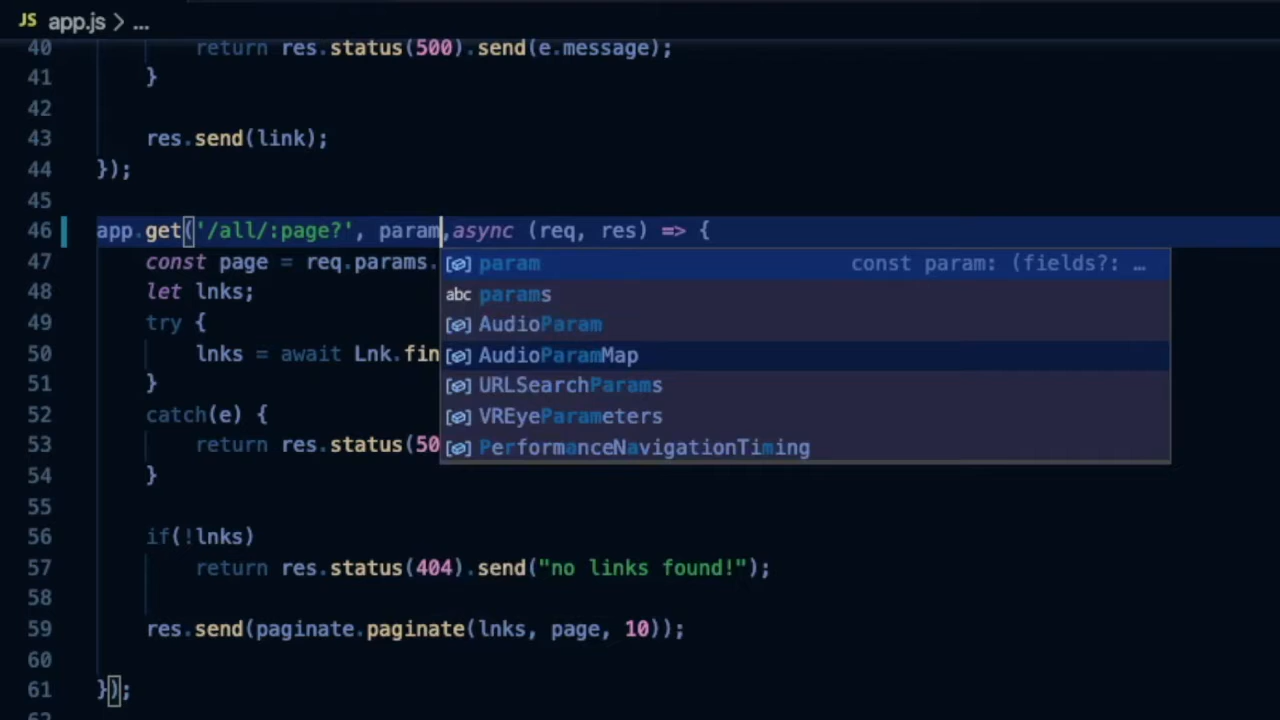 JS app.js > ...
40 return res.status(500).send(e.message);
41 }
42
43 res.send(link);
44 });
45
46 app.get('/all/:page?', param,async (req, res) => {
47 const page = req.params.
param const param: (fields?: …
48 let lnks;
params
49 try {
AudioParam
50 lnks = await Lnk.fin
AudioParamMap
51 }
URLSearchParams
52 catch(e) {
VREyeParameters
53 return res.status(50
PerformanceNavigationTiming
54 }
55
56 if(!lnks)
57 return res.status(404).send("no links found!");
58
59 res.send(paginate.paginate(lnks, page, 10));
60
61 });